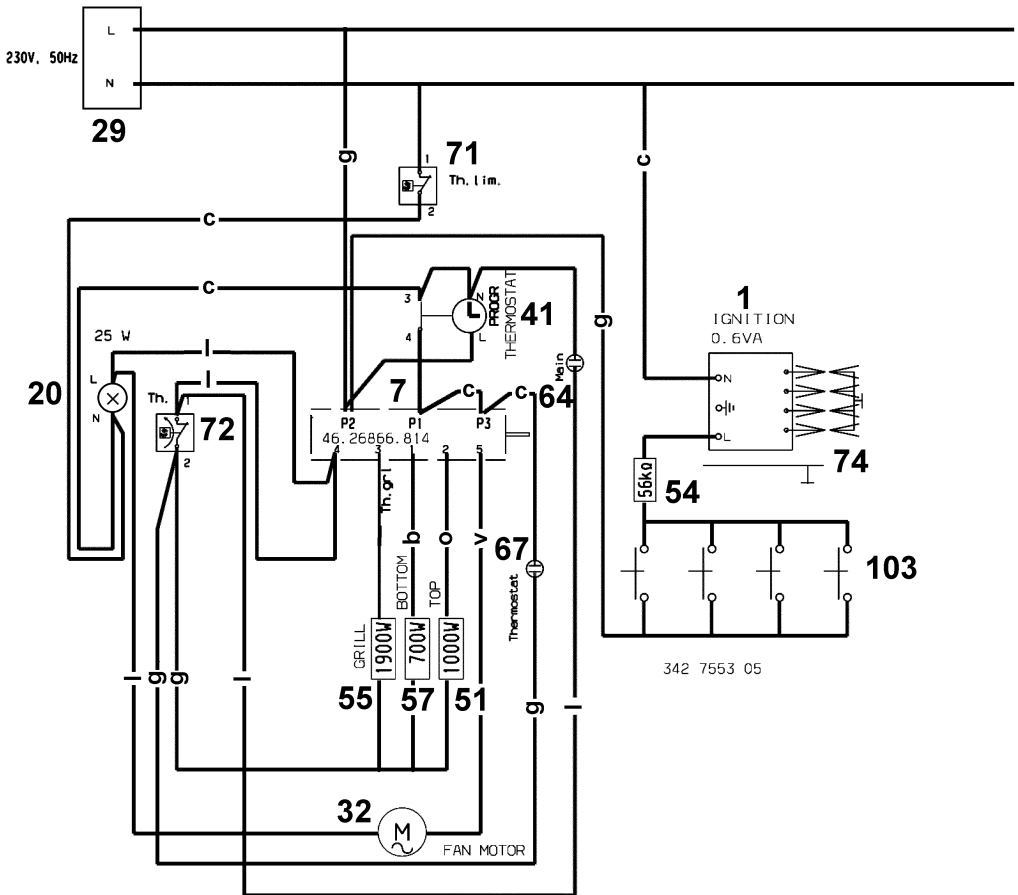 L
230V, 50Hz
N
29
g
71
1
Th.lim.
2
c
c
c
3
N
PROGR
THERMOSTAT
41
4
L
g
1
IGNITION
0.6VA
25 W
l
L
20
N
l
Th.
1
72
2
7
c
c
64
Main
P2
P1
P3
46.26866.814
4
3
1
2
5
N
L
74
56kΩ
54
Th.grl
b
o
v
67
Thermostat
103
BOTTOM
TOP
GRILL
1900W
700W
1000W
342 7553 05
55
57
51
l
g
g
l
g
l
32
M
FAN MOTOR